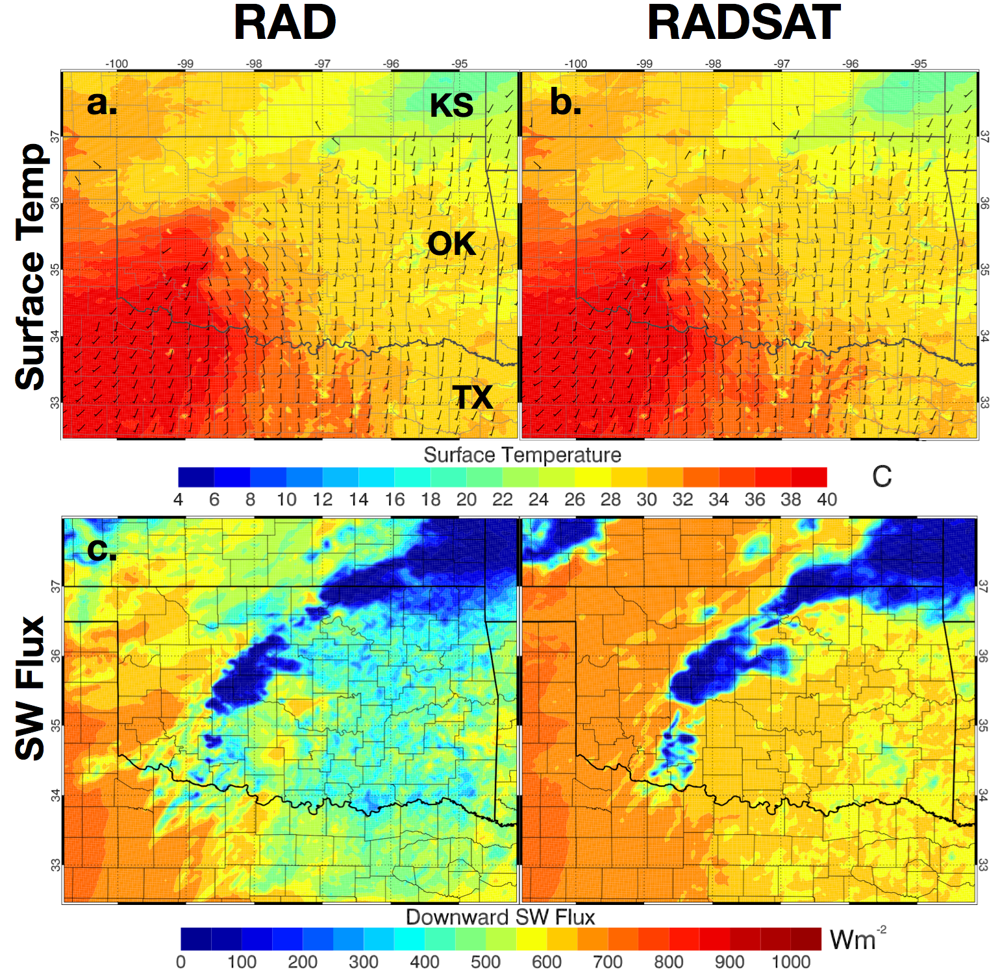 RAD RADSAT
-100 -99 -98 -97 -96 -95 -100 -99 -98 -97 -96 -95
a. KS b.
Surface Temp
37 36 35 34 33
OK
TX
37 36 35 34 33
Surface Temperature
C
4 6 8 10 12 14 16 18 20 22 24 26 28 30 32 34 36 38 40
c.
SW Flux
37 36 35 34 33
37 36 35 34 33
Downward SW Flux
Wm-2
0 100 200 300 400 500 600 700 800 900 1000